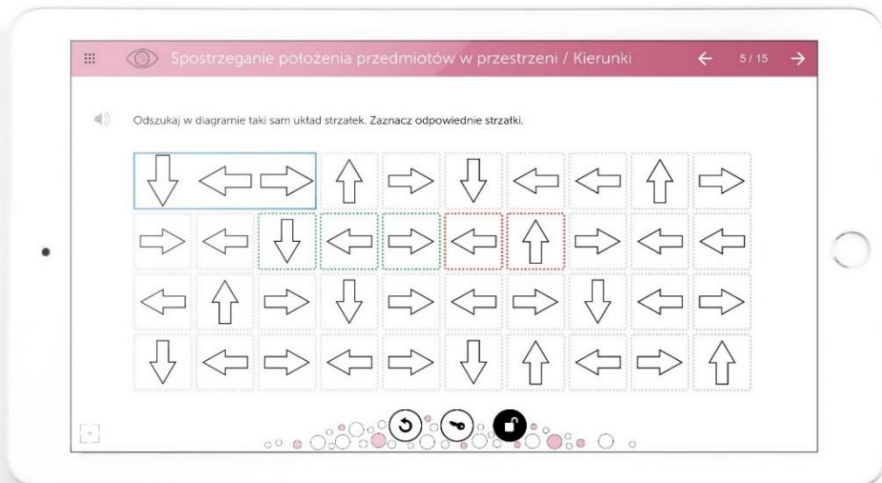 Spostrzeganie położenia przedmiotów w przestrzeni / Kierunki
5 / 15
Odszukaj w diagramie taki sam układ strzałek. Zaznacz odpowiednie strzałki.